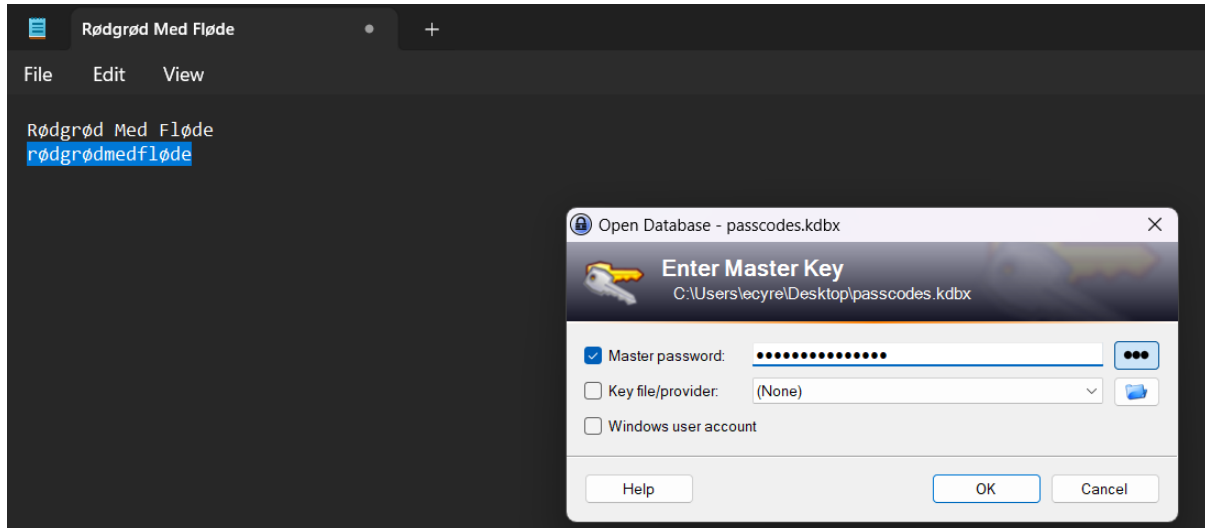 Rødgrød Med Fløde
File Edit View
Rødgrød Med Fløde
rødgrødmedfløde
Open Database - passcodes.kdbx
Enter Master Key
C:\Users\ecyre\Desktop\passcodes.kdbx
Master password: •••••••••••••••
Key file/provider: (None)
Windows user account
Help OK Cancel